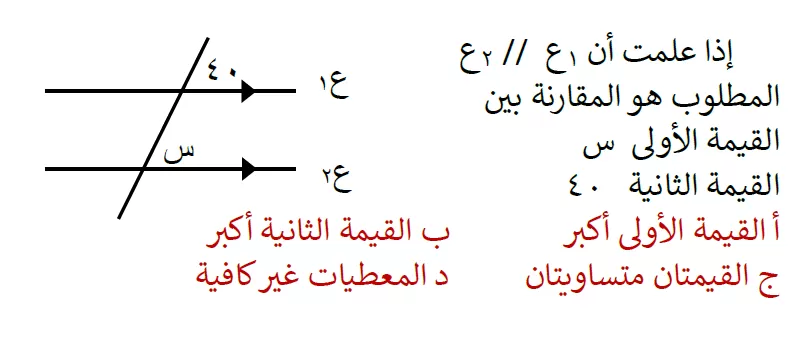 إذا علمت أن ع١ // ع٢
المطلوب هو المقارنة بين
القيمة الأولى س
القيمة الثانية ٤٠
أ القيمة الأولى أكبر ب القيمة الثانية أكبر
ج القيمتان متساويتان د المعطيات غير كافية
٤٠
ع١
س
ع٢